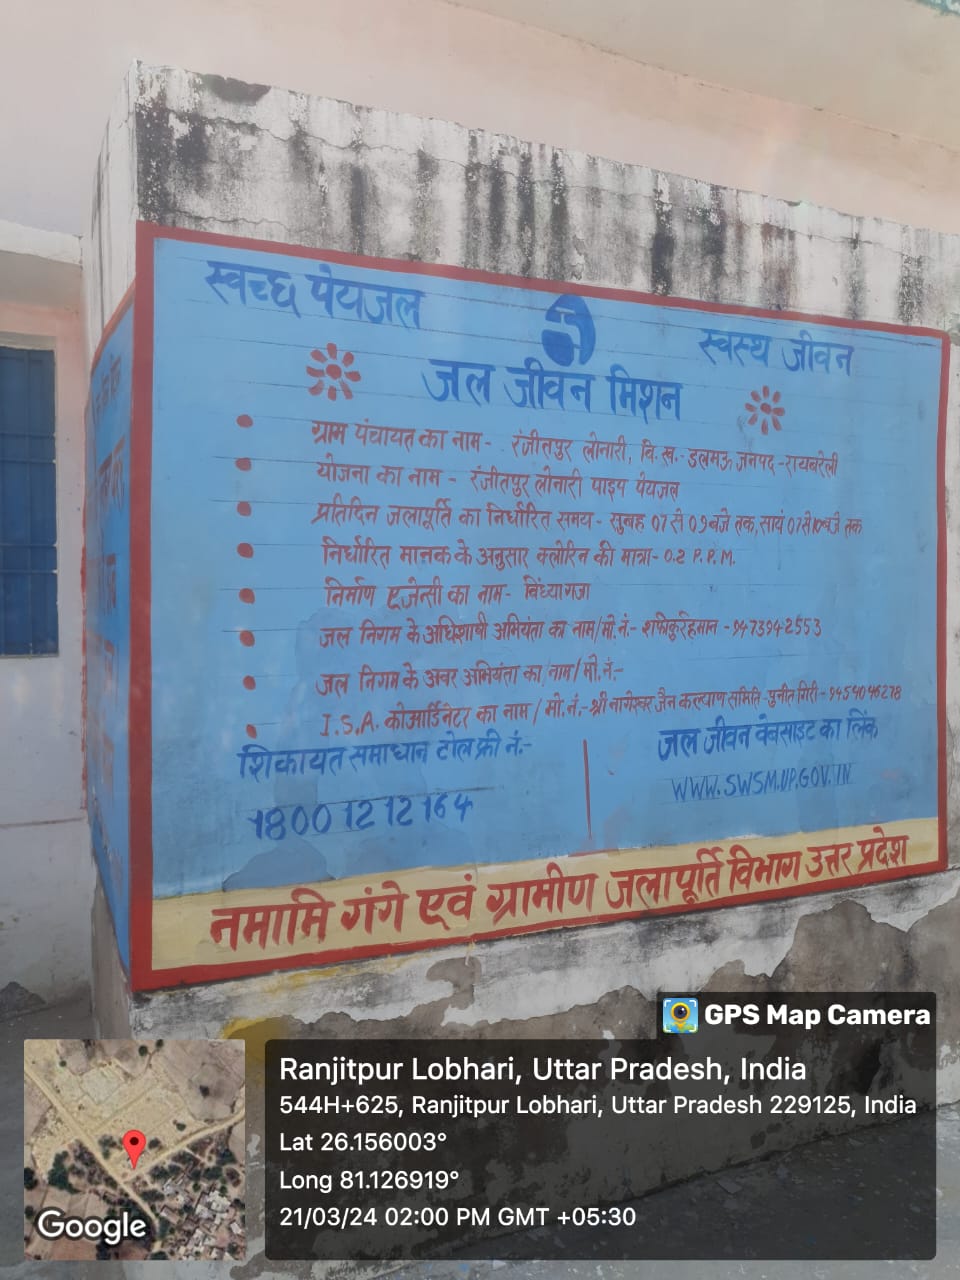 स्वच्छ पेयजल
स्वस्थ जीवन
जल जीवन मिशन
ग्राम पंचायत का नाम - रंजीतपुर लोनारी, वि.ख.- डलमऊ जनपद - रायबरेली
योजना का नाम - रंजीतपुर लोनारी पाइप पेयजल
प्रतिदिन जलापूर्ति का निर्धारित समय - सुबह 07 से 09 बजे तक, सायं 07 से 10 बजे तक
निर्धारित मानक के अनुसार क्लोरिन की मात्रा - 0.2 P.P.M.
निर्माण एजेन्सी का नाम - विंध्यागजा
जल निगम के अधिशाषी अभियंता का नाम/मो.नं.- शफीकुरेहमान - 9473942553
जल निगम के अवर अभियंता का नाम/मो.नं.-
I.S.A. कोआर्डिनेटर का नाम / मो.नं.- श्री नागेश्वर जैन कल्याण समिति - पुनीत गिरी - 9454046278
शिकायत समाधान टोल फ्री नं.-
1800 12 12 164
जल जीवन वेबसाइट का लिंक
WWW.SWSM.UP.GOV.IN
नमामि गंगे एवं ग्रामीण जलापूर्ति विभाग उत्तर प्रदेश
GPS Map Camera
Ranjitpur Lobhari, Uttar Pradesh, India
544H+625, Ranjitpur Lobhari, Uttar Pradesh 229125, India
Lat 26.156003°
Long 81.126919°
21/03/24 02:00 PM GMT +05:30
Google